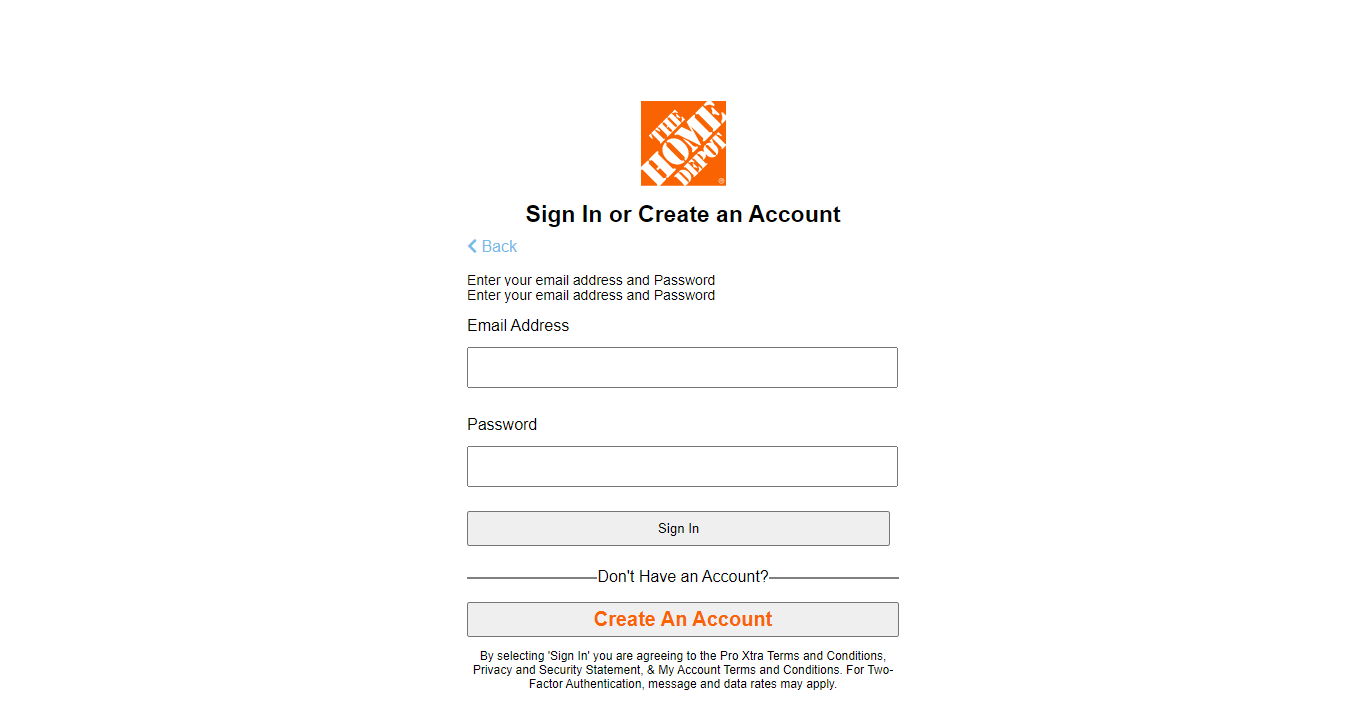 THE
HOME
DEPOT
®
Sign In or Create an Account
Back
Enter your email address and Password
Enter your email address and Password
Email Address
Password
Sign In
Don't Have an Account?
Create An Account
By selecting 'Sign In' you are agreeing to the Pro Xtra Terms and Conditions,
Privacy and Security Statement, & My Account Terms and Conditions. For Two-
Factor Authentication, message and data rates may apply.